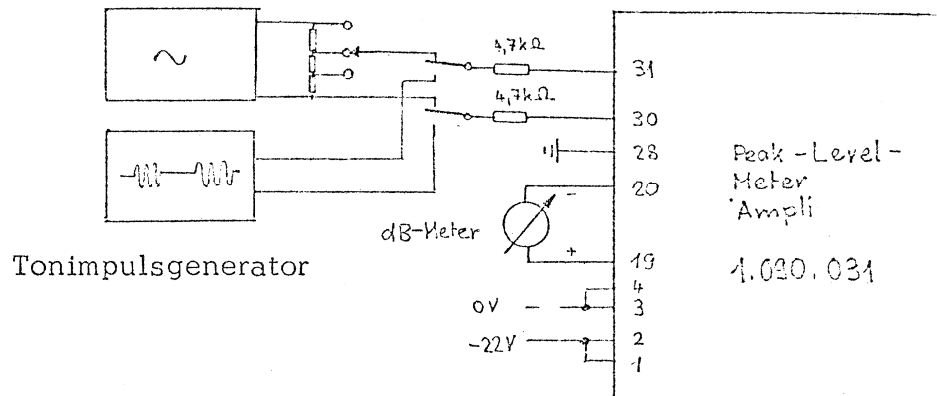 4,7kΩ
31
4,7kΩ
30
28
Peak-Level-
Meter
Ampli
20
-
dB-Meter
+
19
Tonimpulsgenerator
1.090.031
4
0V
3
-22V
2
1